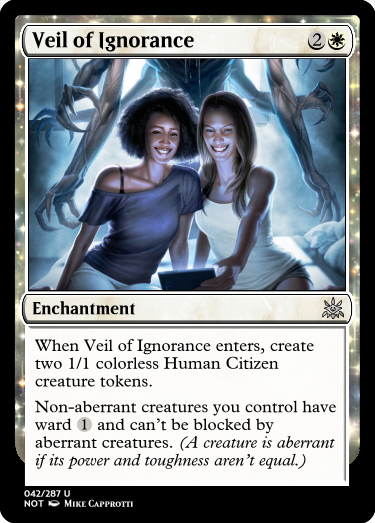 Veil of Ignorance 2
Enchantment
When Veil of Ignorance enters, create
two 1/1 colorless Human Citizen
creature tokens.
Non-aberrant creatures you control have
ward 1 and can't be blocked by
aberrant creatures. (A creature is aberrant
if its power and toughness aren't equal.)
042/287 U
NOT Mike Capprotti